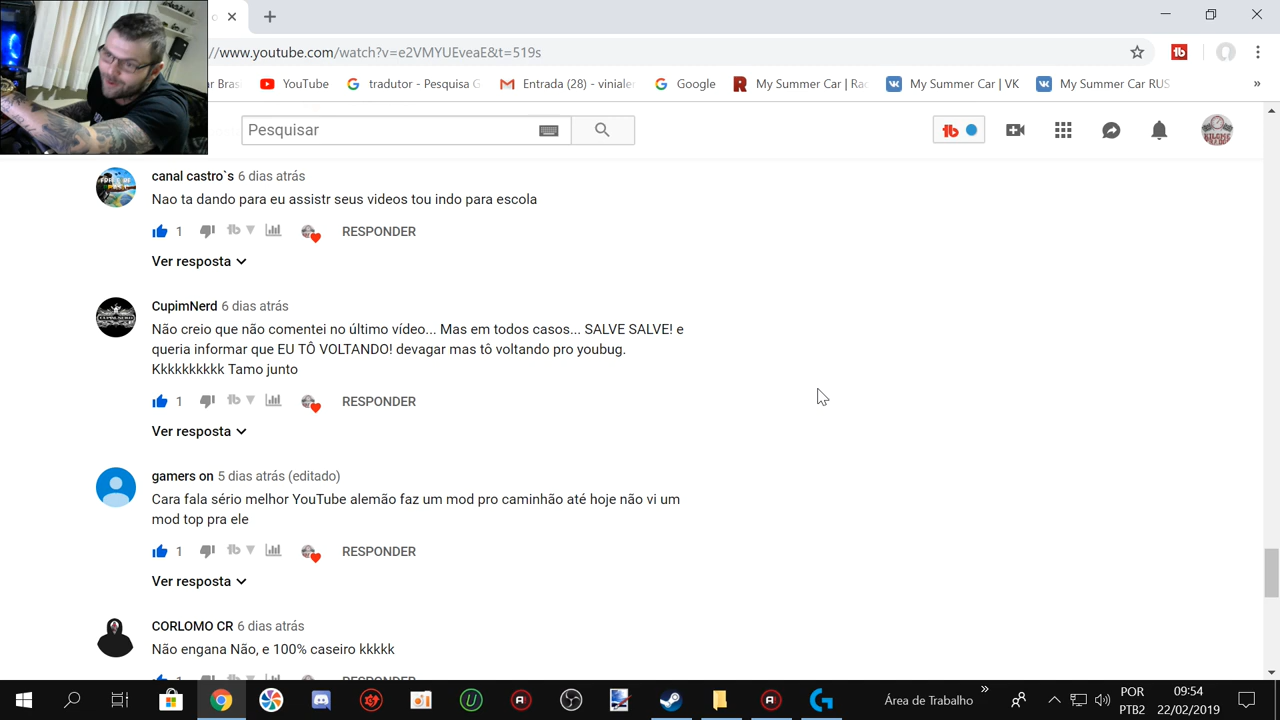 //www.youtube.com/watch?v=e2VMYUEveaE&t=519s
ar Bras
YouTube
tradutor - Pesquisa G
Entrada (28) - vinialer
Google
My Summer Car | Rac
My Summer Car | VK
My Summer Car RUS
»
Pesquisar
canal castro`s 6 dias atrás
Nao ta dando para eu assistr seus videos tou indo para escola
1 RESPONDER
Ver resposta
CupimNerd 6 dias atrás
Não creio que não comentei no último vídeo... Mas em todos casos... SALVE SALVE! e
queria informar que EU TÔ VOLTANDO! devagar mas tô voltando pro youbug.
Kkkkkkkkkk Tamo junto
1 RESPONDER
Ver resposta
gamers on 5 dias atrás (editado)
Cara fala sério melhor YouTube alemão faz um mod pro caminhão até hoje não vi um
mod top pra ele
1 RESPONDER
Ver resposta
CORLOMO CR 6 dias atrás
Não engana Não, e 100% caseiro kkkkk
Área de Trabalho
»
POR
PTB2
09:54
22/02/2019